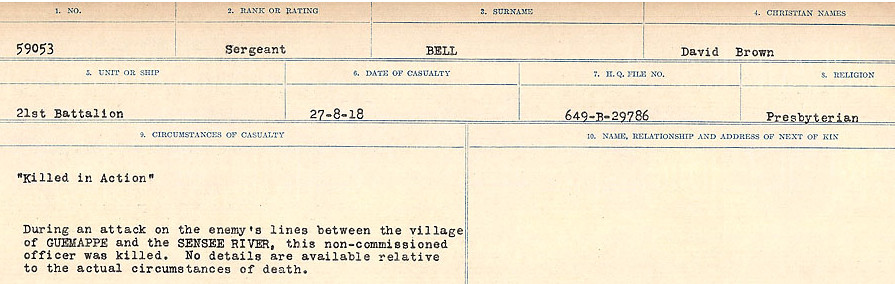 1. NO. 2. RANK OR RATING 3. SURNAME 4. CHRISTIAN NAMES
59053 Sergeant BELL David Brown
5. UNIT OR SHIP 6. DATE OF CASUALTY 7. H.Q. FILE NO. 8. RELIGION
21st Battalion 27-8-18 649-B-29786 Presbyterian
9. CIRCUMSTANCES OF CASUALTY 10. NAME, RELATIONSHIP AND ADDRESS OF NEXT OF KIN
"Killed in Action"
During an attack on the enemy's lines between the village
of GUEMAPPE and the SENSEE RIVER, this non-commissioned
officer was killed. No details are available relative
to the actual circumstances of death.